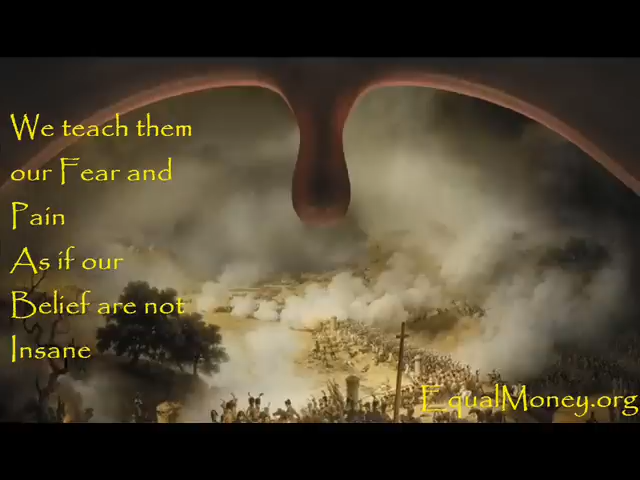 We teach them
our Fear and
Pain
As if our
Belief are not
Insane
EqualMoney.org